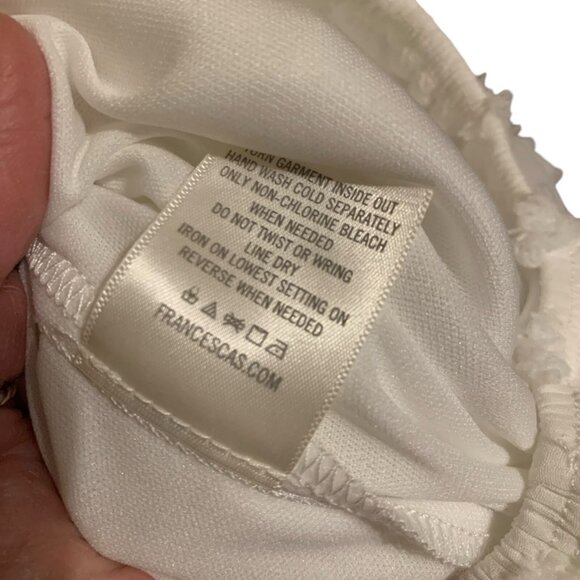 TURN GARMENT INSIDE OUT
HAND WASH COLD SEPARATELY
ONLY NON-CHLORINE BLEACH
WHEN NEEDED
DO NOT TWIST OR WRING
LINE DRY
IRON ON LOWEST SETTING ON
REVERSE WHEN NEEDED
FRANCESCAS.COM